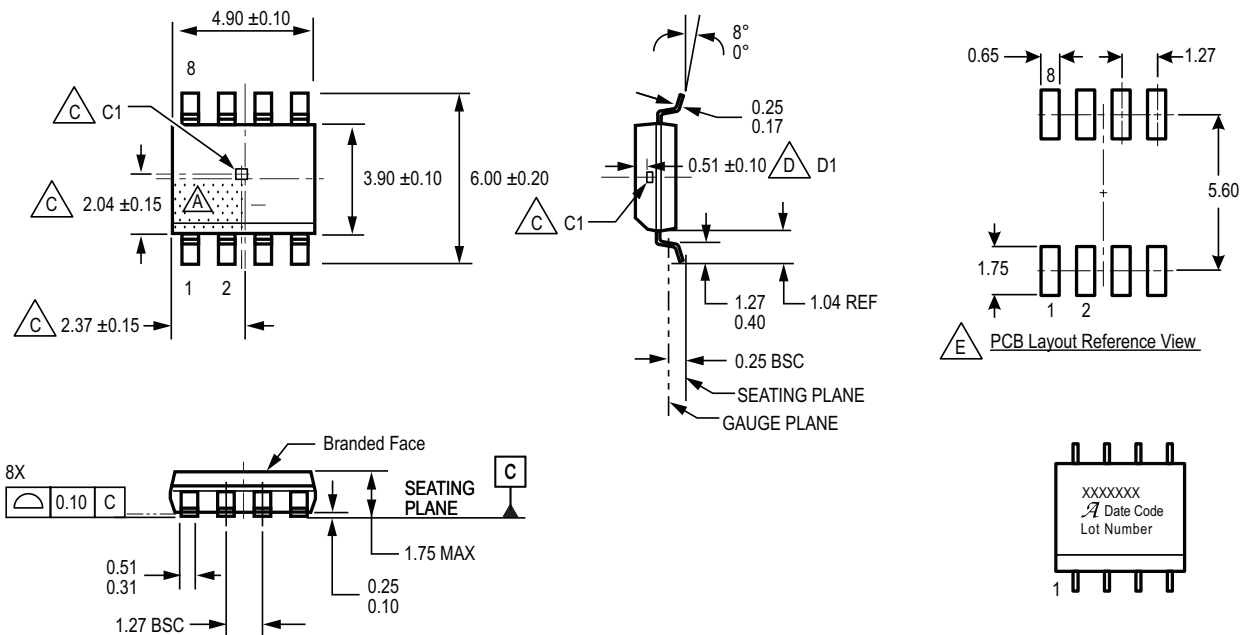 4.90 ±0.10
8
C C1
C 2.04 ±0.15
A
3.90 ±0.10
6.00 ±0.20
1 2
C 2.37 ±0.15
8°
0°
0.25
0.17
0.51 ±0.10 D D1
C C1
1.27
0.40
1.04 REF
0.25 BSC
SEATING PLANE
GAUGE PLANE
0.65
8
1.27
5.60
1.75
1 2
E PCB Layout Reference View
8X
0.10 C
Branded Face
SEATING
PLANE
C
1.75 MAX
0.51
0.31
0.25
0.10
1.27 BSC
XXXXXXX
A Date Code
Lot Number
1